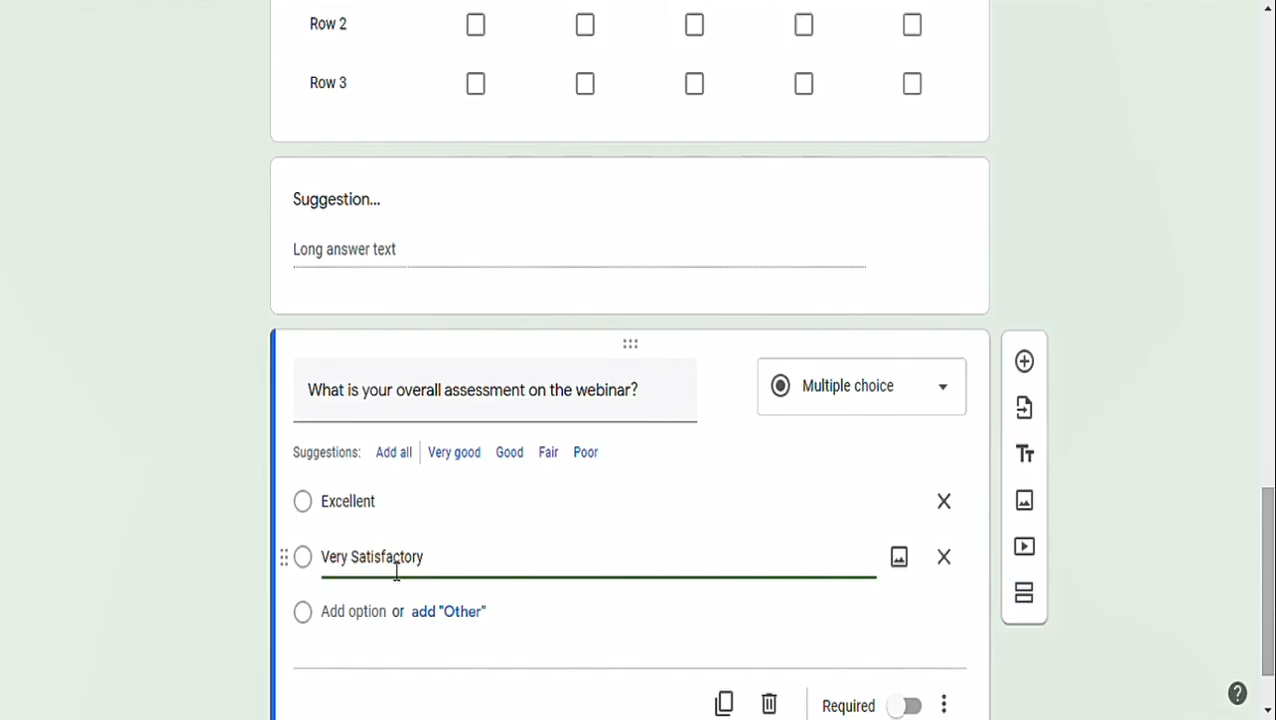 Row 2
Row 3
Suggestion...
Long answer text
What is your overall assessment on the webinar?
Multiple choice
Suggestions: Add all Very good Good Fair Poor
Excellent
Very Satisfactory
Add option or add "Other"
Required